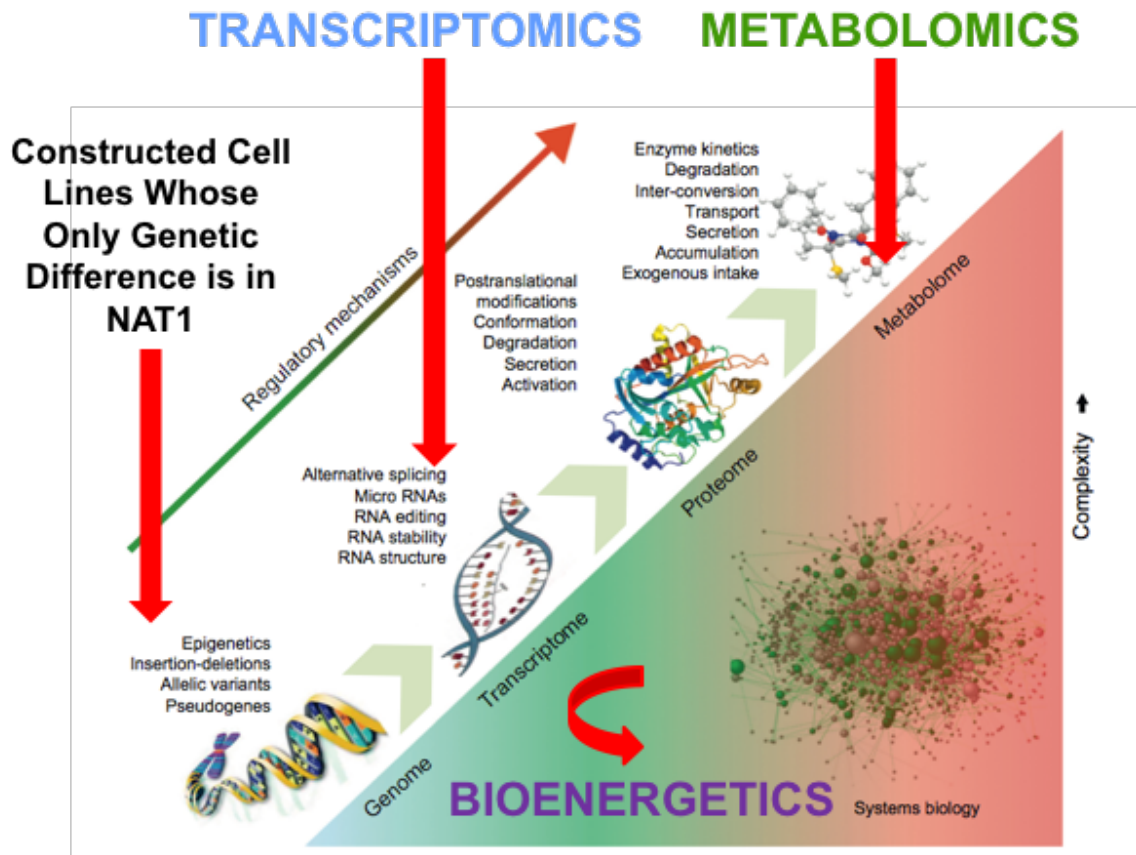 TRANSCRIPTOMICS
METABOLOMICS
Constructed Cell
Lines Whose
Only Genetic
Difference is in
NAT1
Regulatory mechanisms
Enzyme kinetics
Degradation
Inter-conversion
Transport
Secretion
Accumulation
Exogenous intake
Postranslational
modifications
Conformation
Degradation
Secretion
Activation
Alternative splicing
Micro RNAs
RNA editing
RNA stability
RNA structure
Epigenetics
Insertion-deletions
Allelic variants
Pseudogenes
Genome
Transcriptome
Proteome
Metabolome
Complexity
BIOENERGETICS
Systems biology